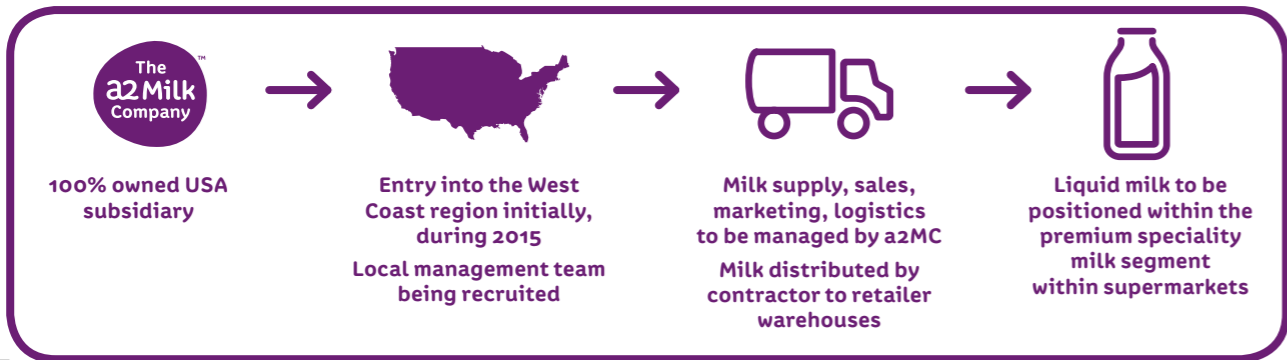 The
a2 Milk
Company
™
100% owned USA
subsidiary
Entry into the West
Coast region initially,
during 2015
Local management team
being recruited
Milk supply, sales,
marketing, logistics
to be managed by a2MC
Milk distributed by
contractor to retailer
warehouses
Liquid milk to be
positioned within the
premium speciality
milk segment
within supermarkets